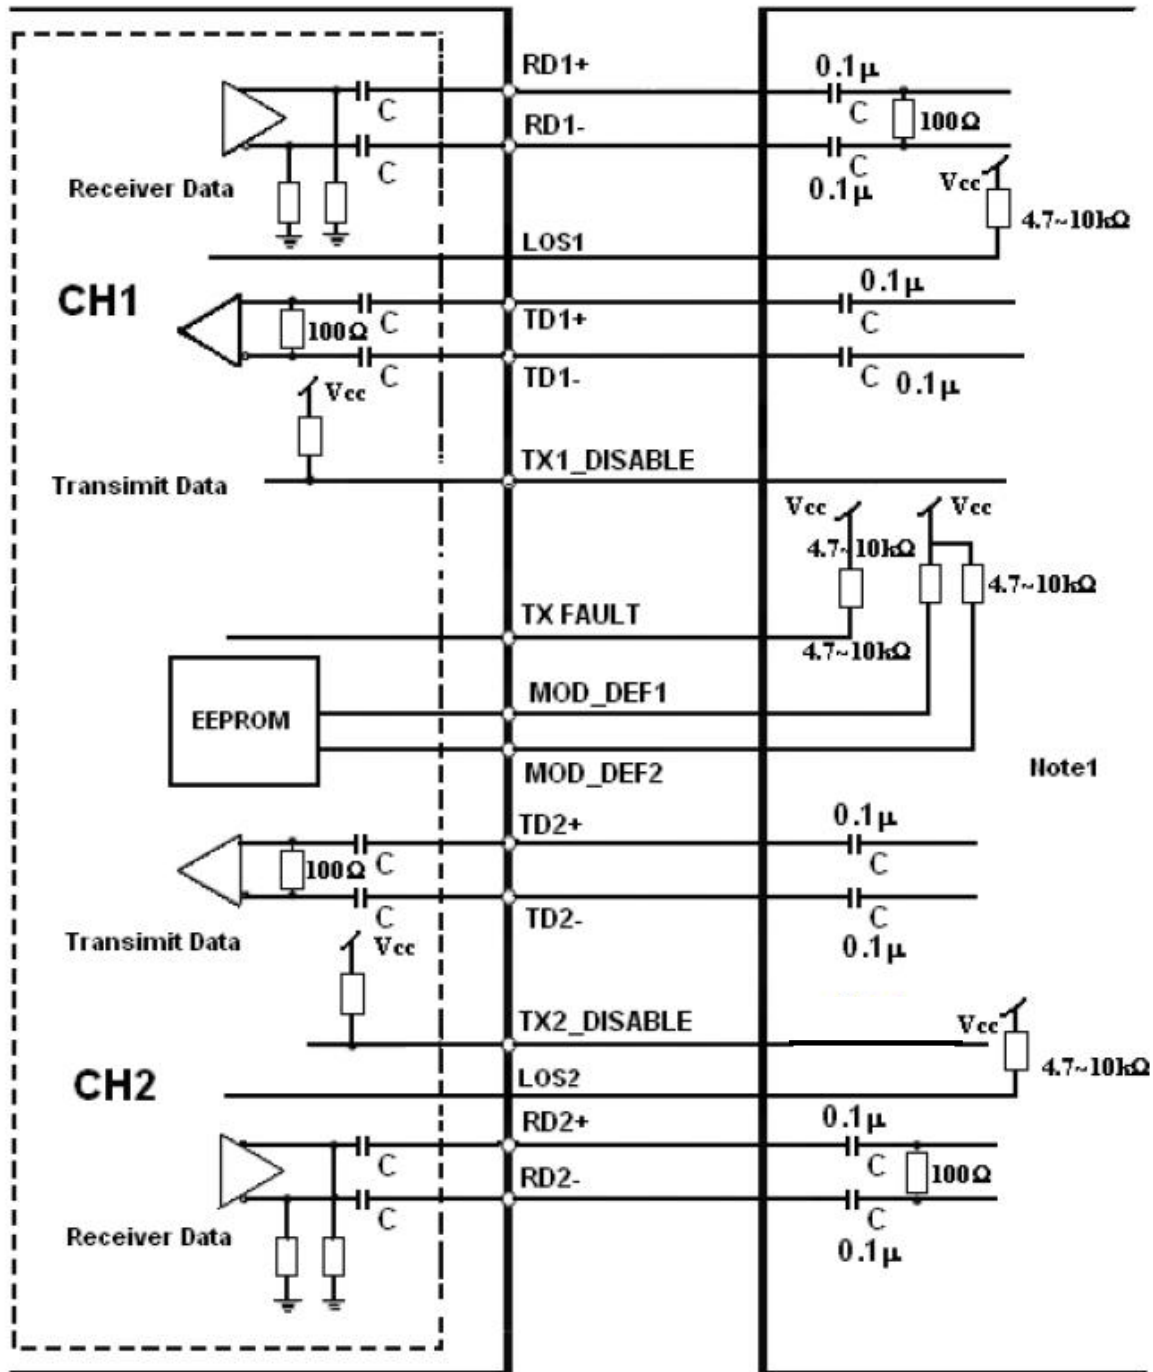 RD1+
0.1μ
C
C
100Ω
RD1-
C
C
0.1μ
Vcc
Receiver Data
4.7~10kΩ
LOS1
CH1
0.1μ
100Ω
C
TD1+
C
C
TD1-
C
0.1μ
Vcc
TX1_DISABLE
Transimit Data
Vcc
Vcc
4.7~10kΩ
4.7~10kΩ
TX FAULT
4.7~10kΩ
MOD_DEF1
EEPROM
MOD_DEF2
Note1
TD2+
0.1μ
100Ω
C
C
C
TD2-
C
Transimit Data
Vcc
0.1μ
TX2_DISABLE
Vcc
4.7~10kΩ
CH2
LOS2
RD2+
0.1μ
C
C
100Ω
RD2-
C
C
Receiver Data
0.1μ